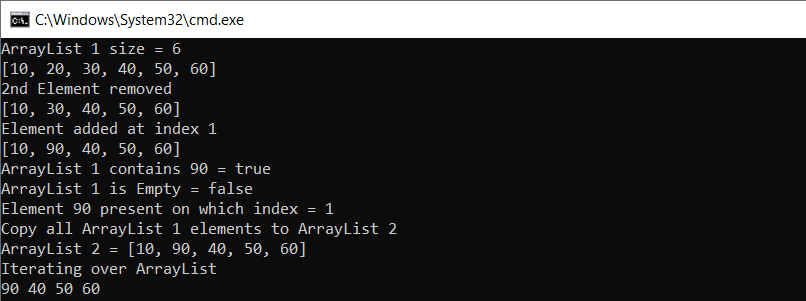 C:\Windows\System32\cmd.exe
ArrayList 1 size = 6
[10, 20, 30, 40, 50, 60]
2nd Element removed
[10, 30, 40, 50, 60]
Element added at index 1
[10, 90, 40, 50, 60]
ArrayList 1 contains 90 = true
ArrayList 1 is Empty = false
Element 90 present on which index = 1
Copy all ArrayList 1 elements to ArrayList 2
ArrayList 2 = [10, 90, 40, 50, 60]
Iterating over ArrayList
90 40 50 60